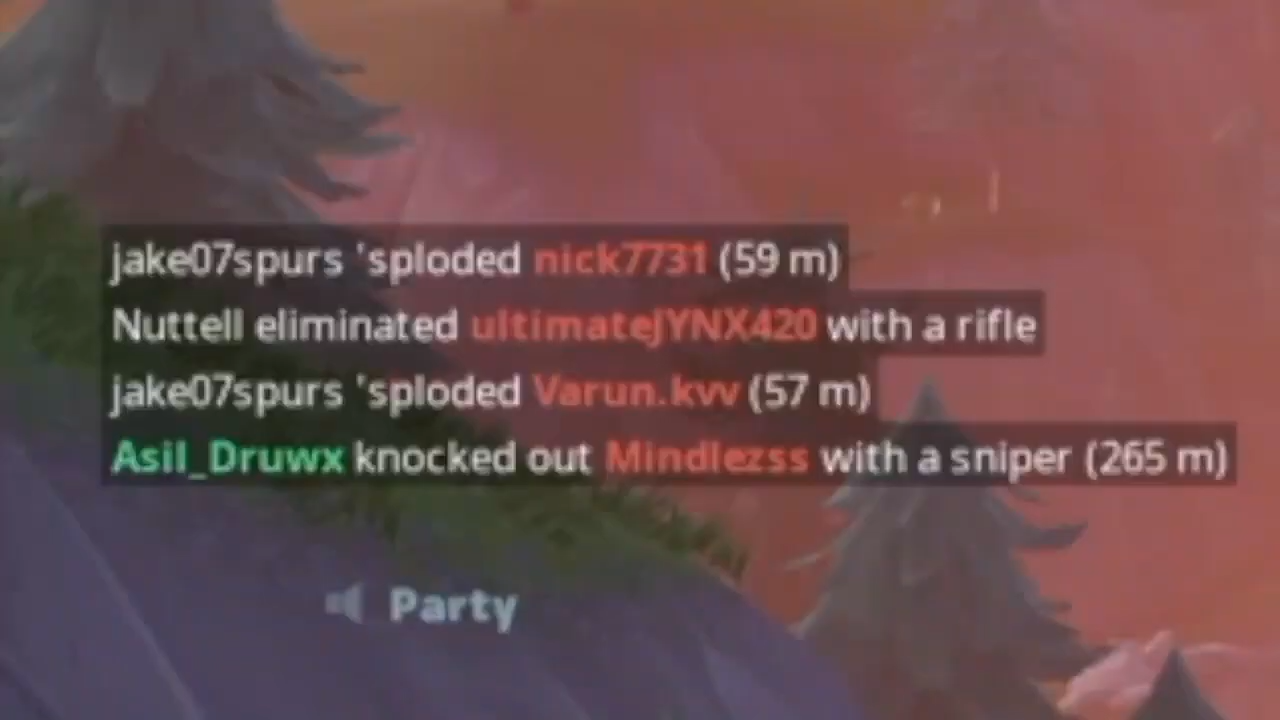 jake07spurs 'sploded nick7731 (59 m)
Nuttell eliminated ultimateJYNX420 with a rifle
jake07spurs 'sploded Varun.kvv (57 m)
Asil_Druwx knocked out Mindlezss with a sniper (265 m)
Party